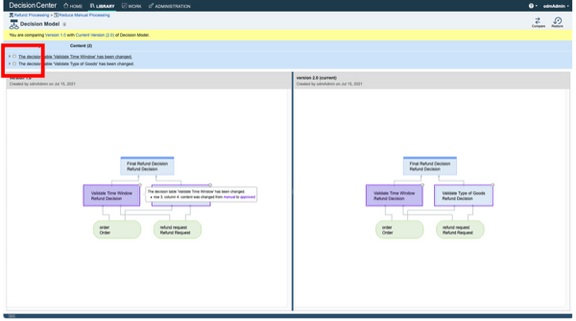 Decision Center HOME LIBRARY WORK ADMINISTRATION odmAdmin
Refund Processing > Reduce Manual Processing
Decision Model
Compare Restore
You are comparing Version 1.0 with Current Version (2.0) of Decision Model.
Content (2)
The decision table 'Validate Time Window' has been changed.
The decision table 'Validate Type of Goods' has been changed.
version 2.0 (current)
Created by odmAdmin on Jul 15, 2021
Created by odmAdmin on Jul 15, 2021
Final Refund Decision
Refund Decision
Validate Time Window
Refund Decision
The decision table 'Validate Time Window' has been changed.
row 3, column 4: content was changed from manual to approved
order
Order
refund request
Refund Request
Final Refund Decision
Refund Decision
Validate Time Window
Refund Decision
Validate Type of Goods
Refund Decision
order
Order
refund request
Refund Request